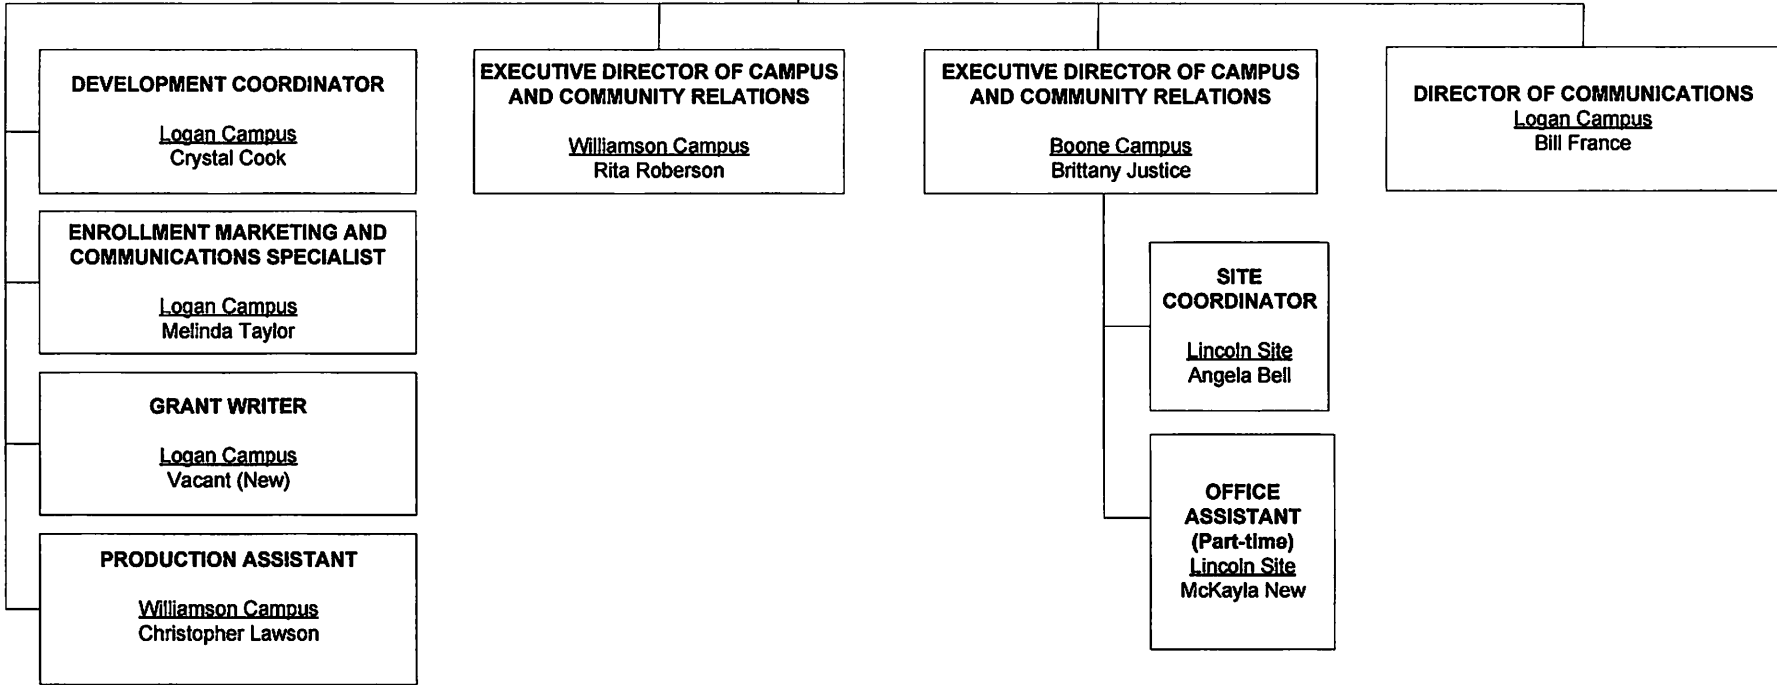 DEVELOPMENT COORDINATOR
Logan Campus
Crystal Cook
ENROLLMENT MARKETING AND
COMMUNICATIONS SPECIALIST
Logan Campus
Melinda Taylor
GRANT WRITER
Logan Campus
Vacant (New)
PRODUCTION ASSISTANT
Williamson Campus
Christopher Lawson
EXECUTIVE DIRECTOR OF CAMPUS
AND COMMUNITY RELATIONS
Williamson Campus
Rita Roberson
EXECUTIVE DIRECTOR OF CAMPUS
AND COMMUNITY RELATIONS
Boone Campus
Brittany Justice
SITE
COORDINATOR
Lincoln Site
Angela Bell
OFFICE
ASSISTANT
(Part-time)
Lincoln Site
McKayla New
DIRECTOR OF COMMUNICATIONS
Logan Campus
Bill France